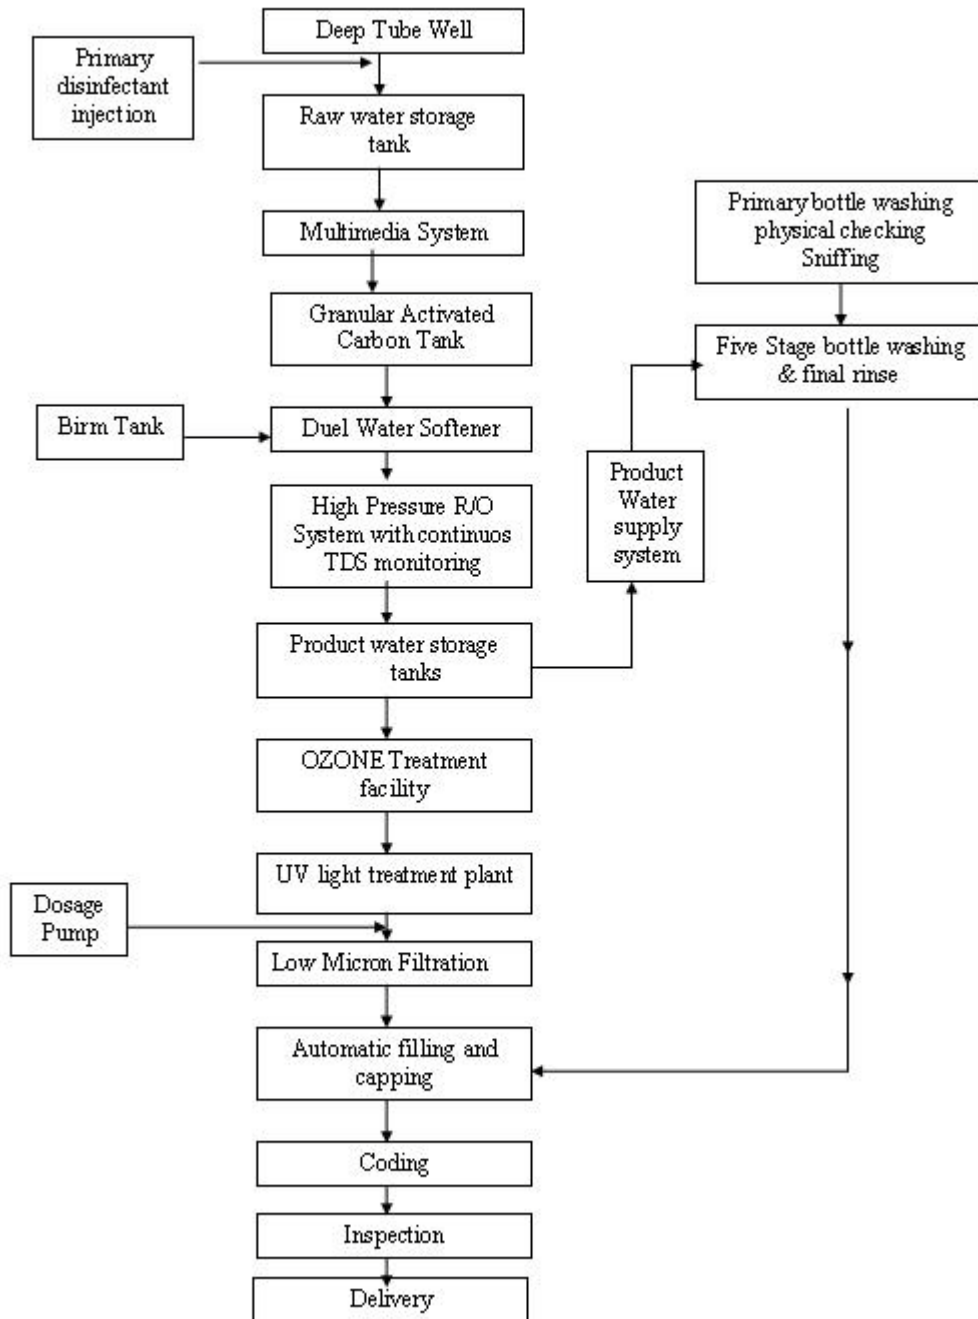 Deep Tube Well
Primary
disinfectant
injection
Raw water storage
tank
Multimedia System
Primary bottle washing
physical checking
Sniffing
Granular Activated
Carbon Tank
Five Stage bottle washing
& final rinse
Birm Tank
Duel Water Softener
Product
Water
supply
system
High Pressure R/O
System with continuos
TDS monitoring
Product water storage
tanks
OZONE Treatment
facility
UV light treatment plant
Dosage
Pump
Low Micron Filtration
Automatic filling and
capping
Coding
Inspection
Delivery